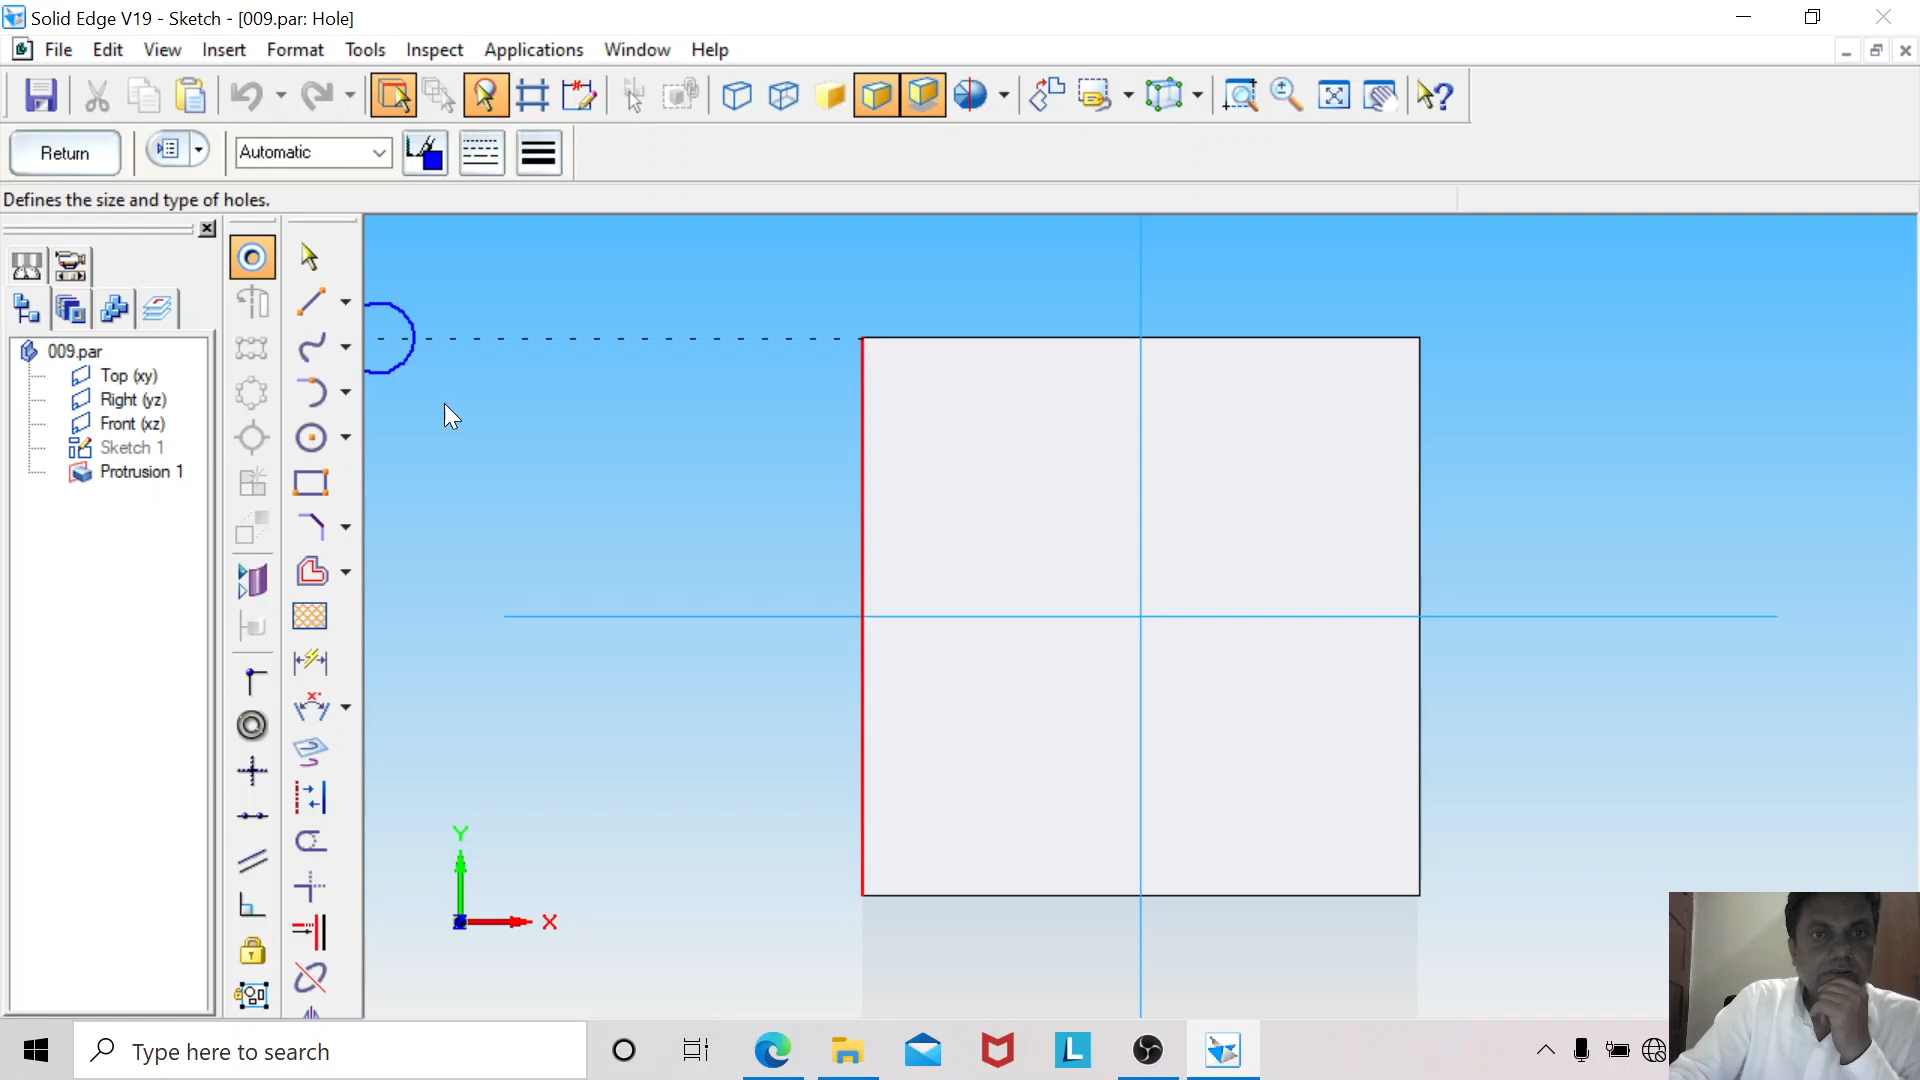 Solid Edge V19 - Sketch - [009.par: Hole]
File Edit View Insert Format Tools Inspect Applications Window Help
Return Automatic
Defines the size and type of holes.
009.par
Top (xy)
Right (yz)
Front (xz)
Sketch 1
Protrusion 1
Y
X
Z
Type here to search
L